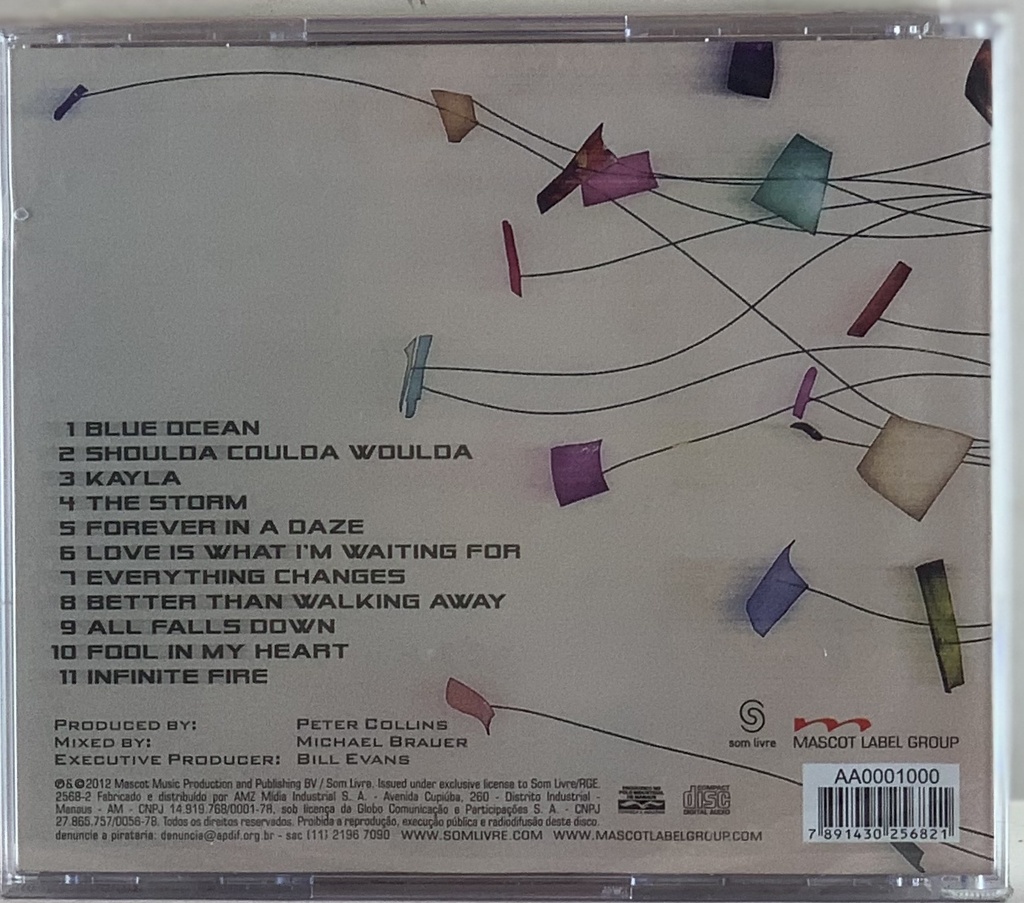 1 BLUE OCEAN
2 SHOULDA COULDA WOULDA
3 KAYLA
4 THE STORM
5 FOREVER IN A DAZE
6 LOVE IS WHAT I'M WAITING FOR
7 EVERYTHING CHANGES
8 BETTER THAN WALKING AWAY
9 ALL FALLS DOWN
10 FOOL IN MY HEART
11 INFINITE FIRE
PRODUCED BY: PETER COLLINS
MIXED BY: MICHAEL BRAUER
EXECUTIVE PRODUCER: BILL EVANS
som livre
MASCOT LABEL GROUP
℗& ©2012 Mascot Music Production and Publishing BV / Som Livre. Issued under exclusive license to Som Livre/RGE.
2568-2 Fabricado e distribuído por AMZ Mídia Industrial S. A. - Avenida Cupiúba, 260 - Distrito Industrial -
Manaus - AM - CNPJ 14.919.768/0001-78, sob licença da Globo Comunicação e Participações S. A. - CNPJ
27.865.757/0056-78. Todos os direitos reservados. Proibida a reprodução, execução pública e radiodifusão deste disco.
denuncie a pirataria: denuncia@apdif.org.br - sac (11) 2196 7090 WWW.SOMLIVRE.COM WWW.MASCOTLABELGROUP.COM
COMPACT
disc
DIGITAL AUDIO
AA0001000
7 891430 256821